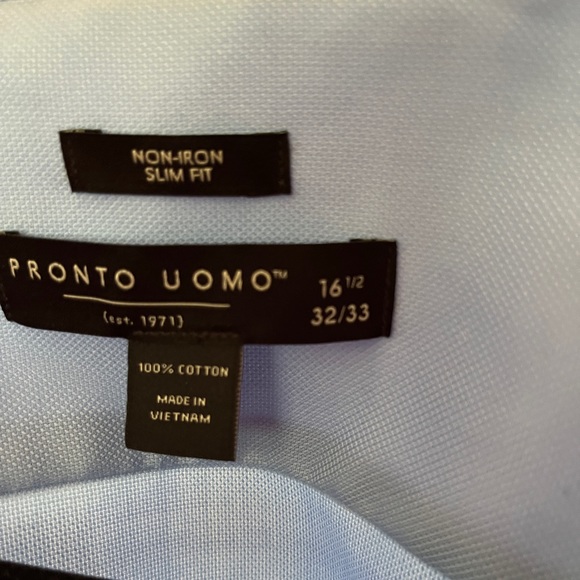 NON-IRON
SLIM FIT
PRONTO UOMO™
(est. 1971)
16 1/2
32/33
100% COTTON
MADE IN
VIETNAM